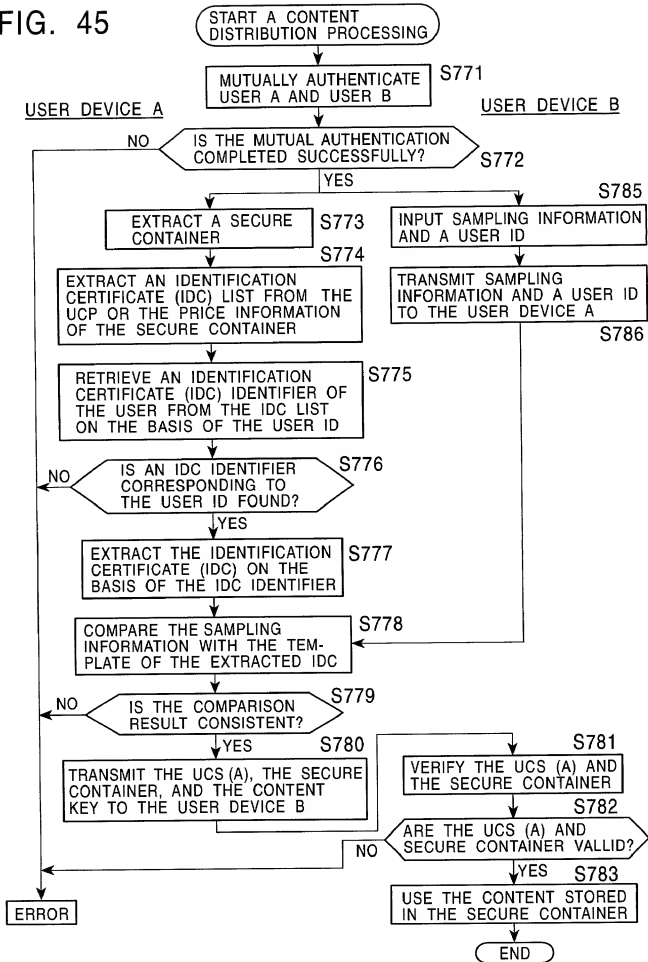 FIG. 45
START A CONTENT
DISTRIBUTION PROCESSING
S771
MUTUALLY AUTHENTICATE
USER A AND USER B
USER DEVICE A
USER DEVICE B
NO
IS THE MUTUAL AUTHENTICATION
COMPLETED SUCCESSFULLY?
S772
YES
S773
EXTRACT A SECURE
CONTAINER
S785
INPUT SAMPLING INFORMATION
AND A USER ID
S774
EXTRACT AN IDENTIFICATION
CERTIFICATE (IDC) LIST FROM THE
UCP OR THE PRICE INFORMATION
OF THE SECURE CONTAINER
TRANSMIT SAMPLING
INFORMATION AND A USER ID
TO THE USER DEVICE A
S786
S775
RETRIEVE AN IDENTIFICATION
CERTIFICATE (IDC) IDENTIFIER OF
THE USER FROM THE IDC LIST
ON THE BASIS OF THE USER ID
S776
NO
IS AN IDC IDENTIFIER
CORRESPONDING TO
THE USER ID FOUND?
YES
S777
EXTRACT THE IDENTIFICATION
CERTIFICATE (IDC) ON THE
BASIS OF THE IDC IDENTIFIER
S778
COMPARE THE SAMPLING
INFORMATION WITH THE TEM-
PLATE OF THE EXTRACTED IDC
S779
NO
IS THE COMPARISON
RESULT CONSISTENT?
YES
S780
TRANSMIT THE UCS (A), THE SECURE
CONTAINER, AND THE CONTENT
KEY TO THE USER DEVICE B
S781
VERIFY THE UCS (A) AND
THE SECURE CONTAINER
S782
ARE THE UCS (A) AND
SECURE CONTAINER VALLID?
NO
YES
S783
USE THE CONTENT STORED
IN THE SECURE CONTAINER
ERROR
END